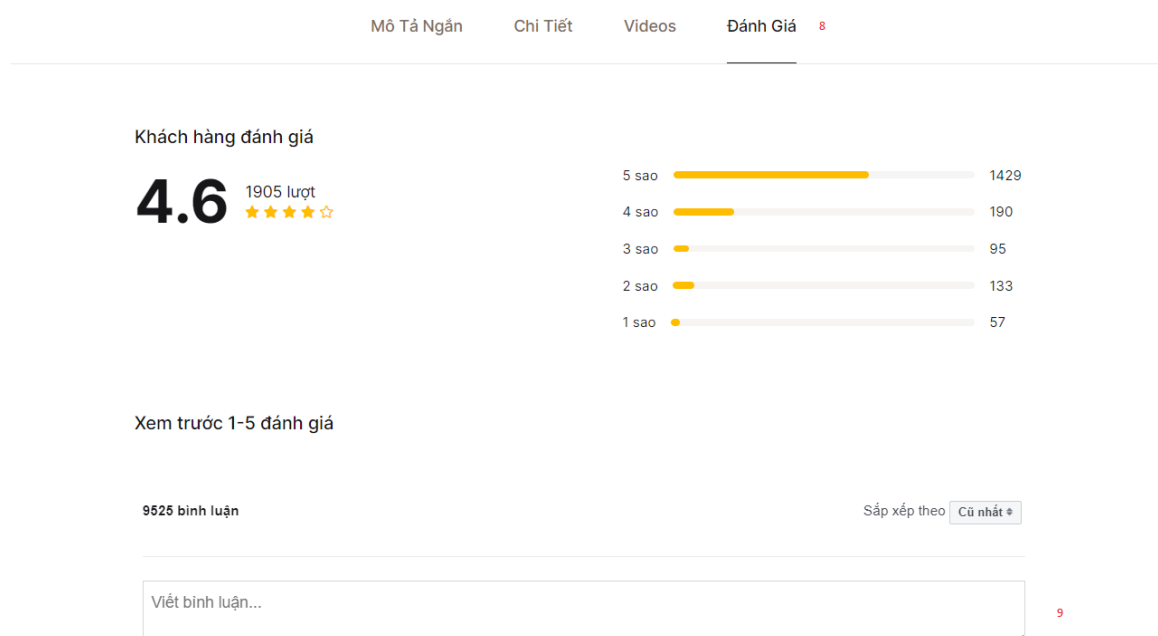 Mô Tả Ngắn Chi Tiết Videos Đánh Giá 8
Khách hàng đánh giá
4.6 1905 lượt
5 sao 1429
4 sao 190
3 sao 95
2 sao 133
1 sao 57
Xem trước 1-5 đánh giá
9525 bình luận Sắp xếp theo Cũ nhất
Viết bình luận...
9